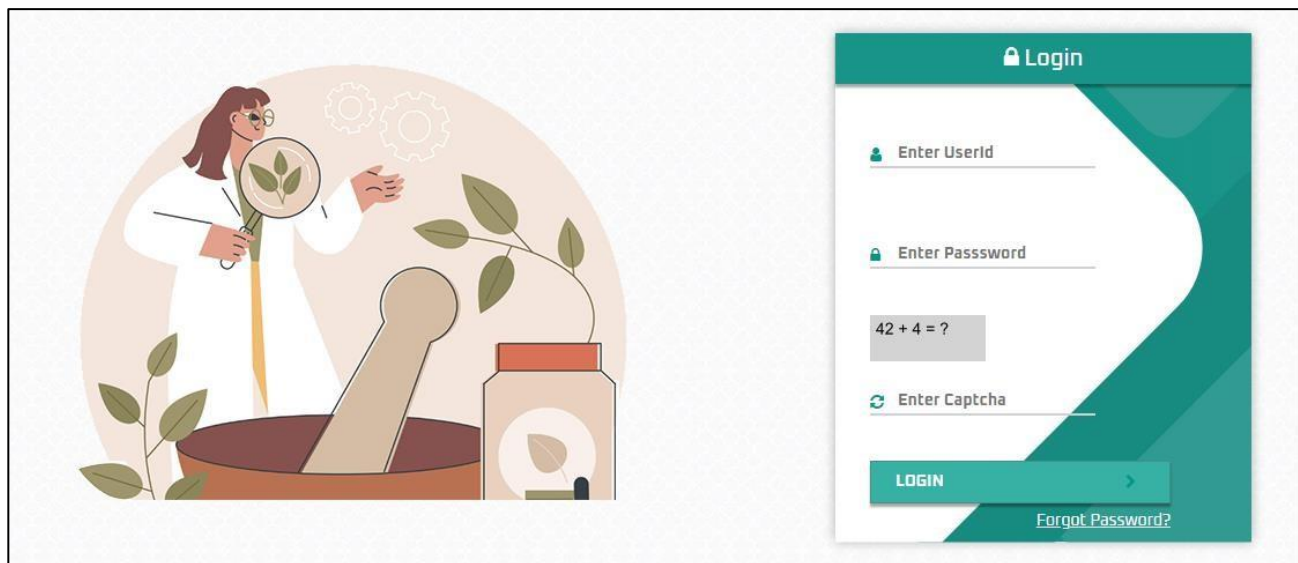 Login
Enter UserId
Enter Passsword
42 + 4 = ?
Enter Captcha
LOGIN
Forgot Password?